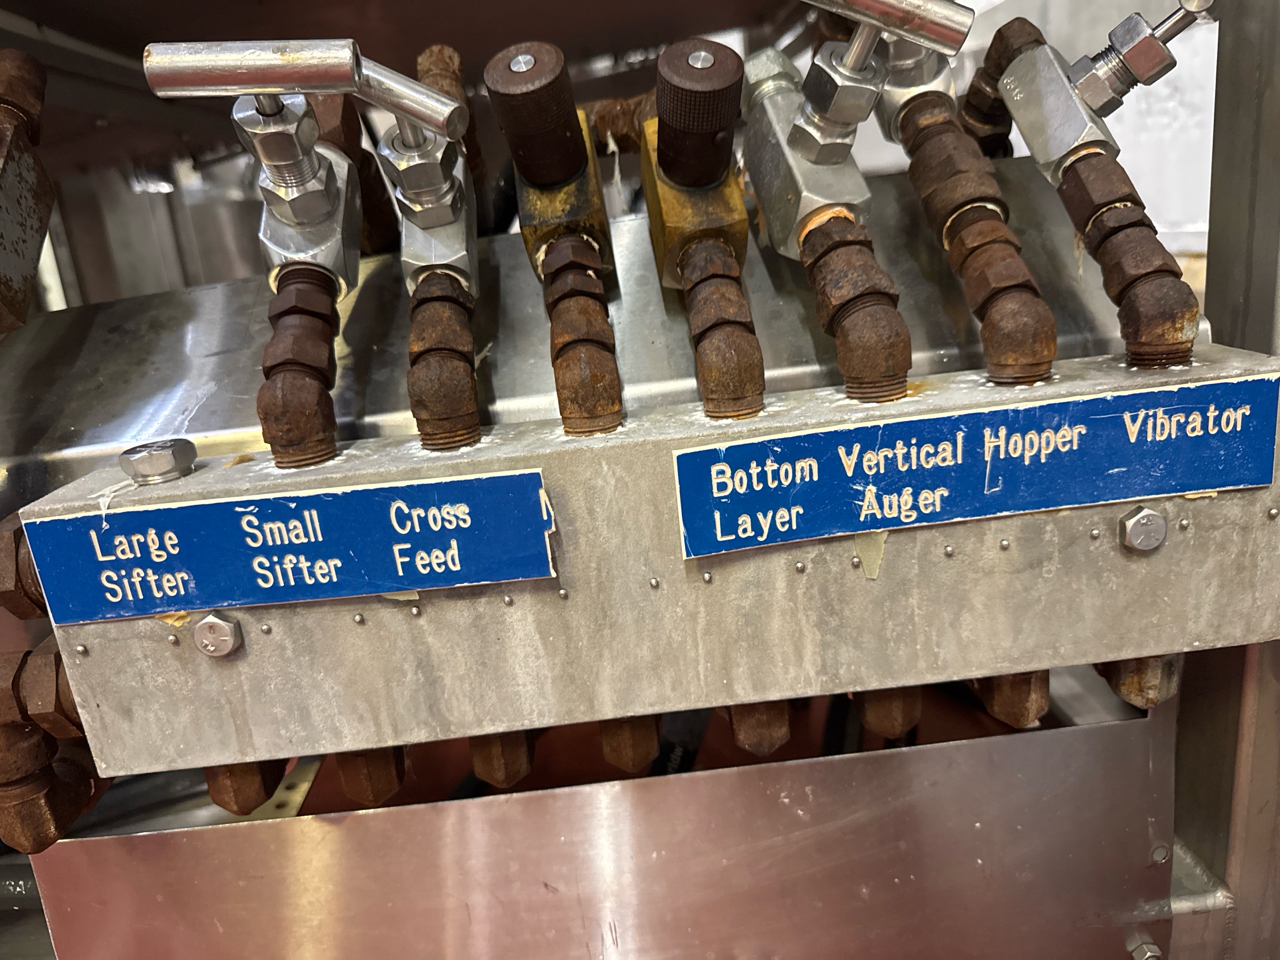 Large Small Cross
Sifter Sifter Feed
Bottom Vertical Hopper Vibrator
Layer Auger